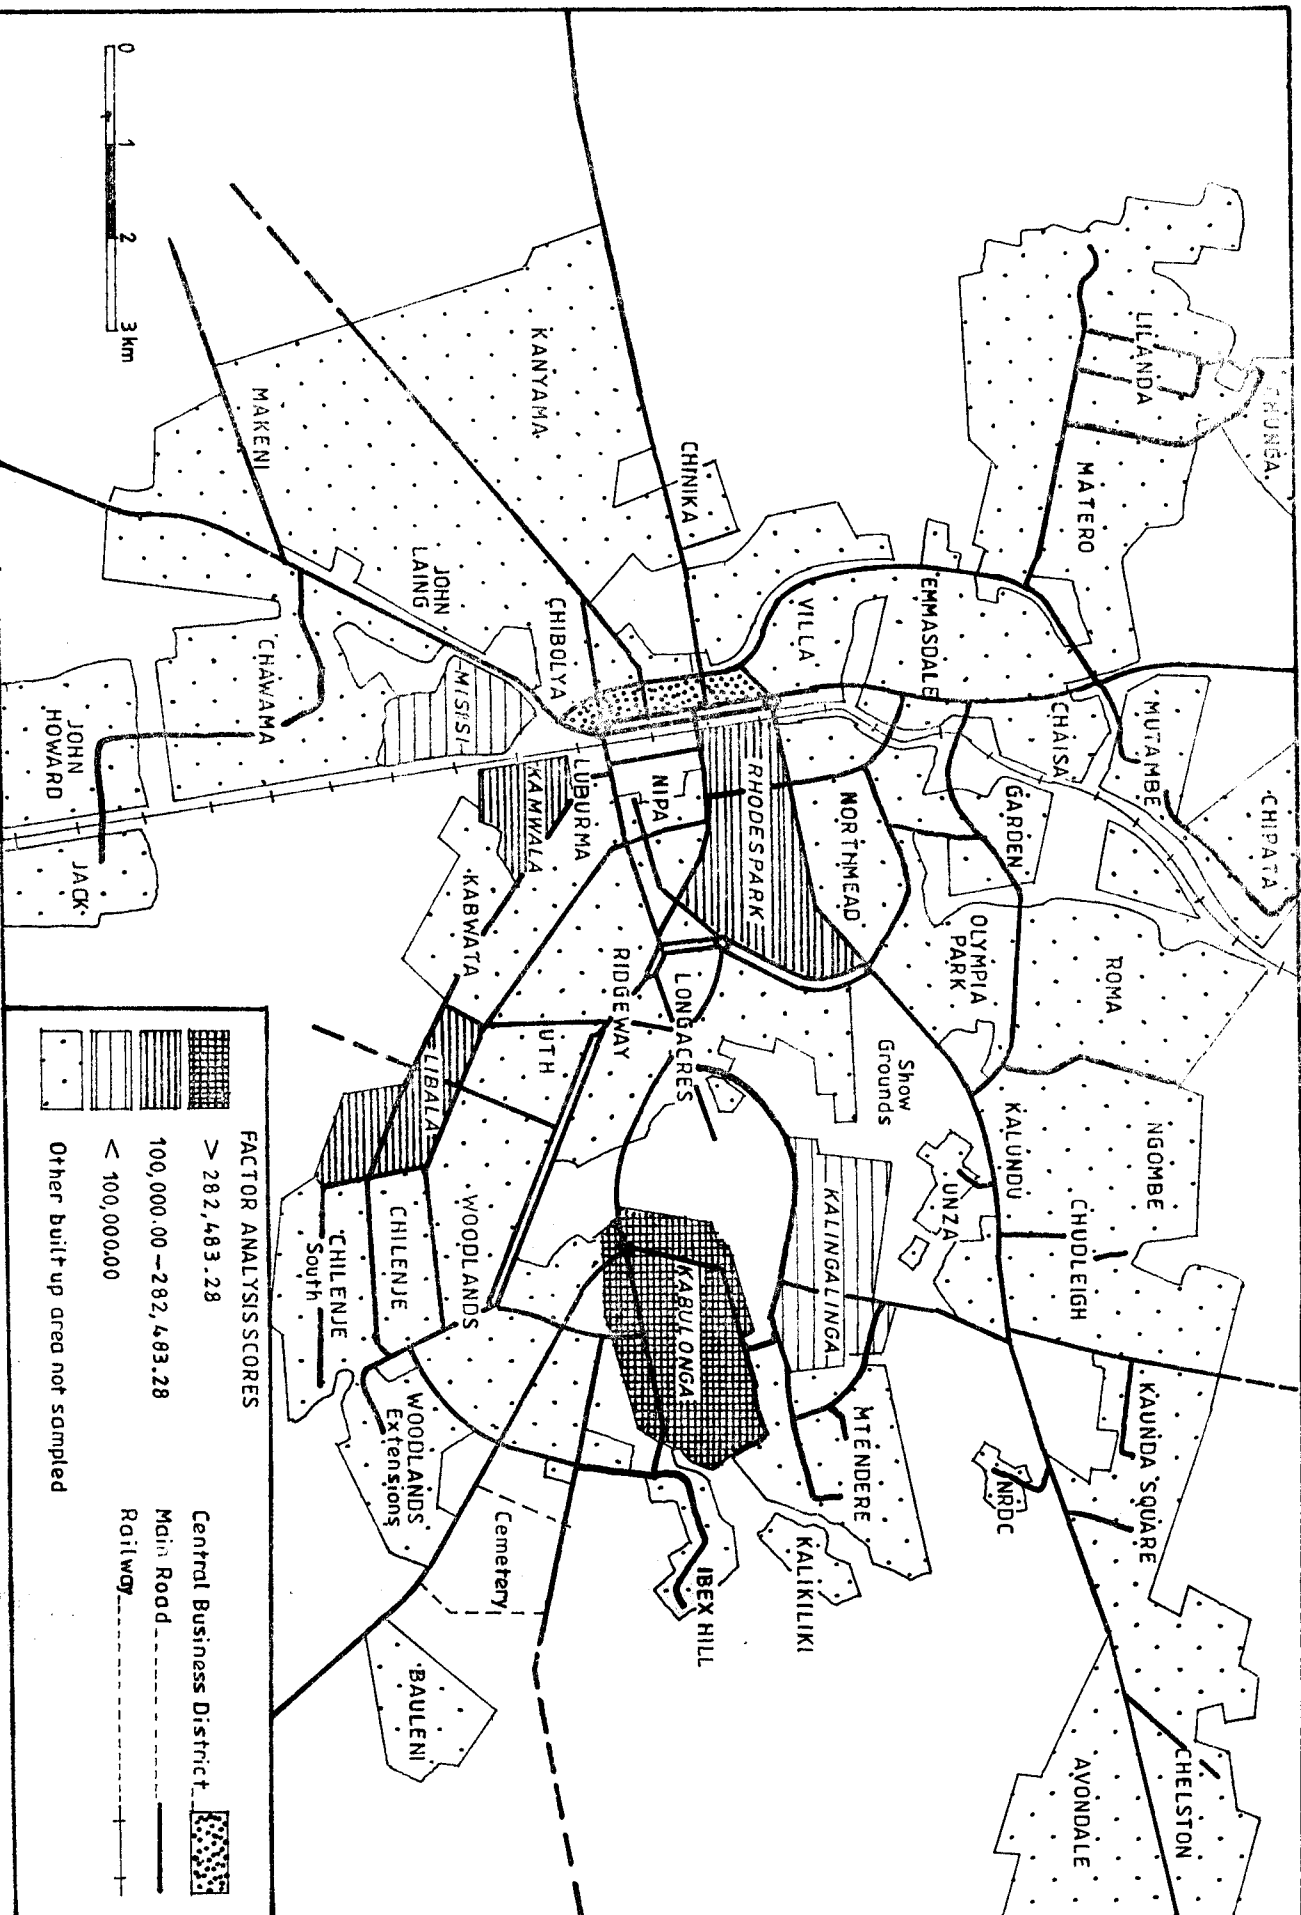 CHUNGA
LILANDA
MATERO
MUTAMBE
CHIPATA
CHAISA
GARDEN
EMMASDALE
VILLA
CHINIKA
KANYAMA
MAKENI
JOHN
LAING
CHIBOLYA
MISISI
CHAWAMA
JOHN
HOWARD
JACK
KAMWALA
LUBURMA
NIPA
RHODESPARK
NORTHMEAD
OLYMPIA
PARK
ROMA
KABWATA
RIDGEWAY
LONGACRES
UTH
LIBALA
Show
Grounds
KALUNDU
NGOMBE
UNZA
CHUDLEIGH
KALINGALINGA
KABULONGA
WOODLANDS
CHILENJE
CHILENJE
South
WOODLANDS
Extensions
Cemetery
MTENDERE
KALIKILIKI
IBEX HILL
NRDC
KAUNDA SQUARE
CHELSTON
AVONDALE
BAULENI
0 1 2 3 km
FACTOR ANALYSIS SCORES
> 282,483.28
100,000.00-282,483.28
< 100,000.00
Other built up area not sampled
Central Business District
Main Road
Railway